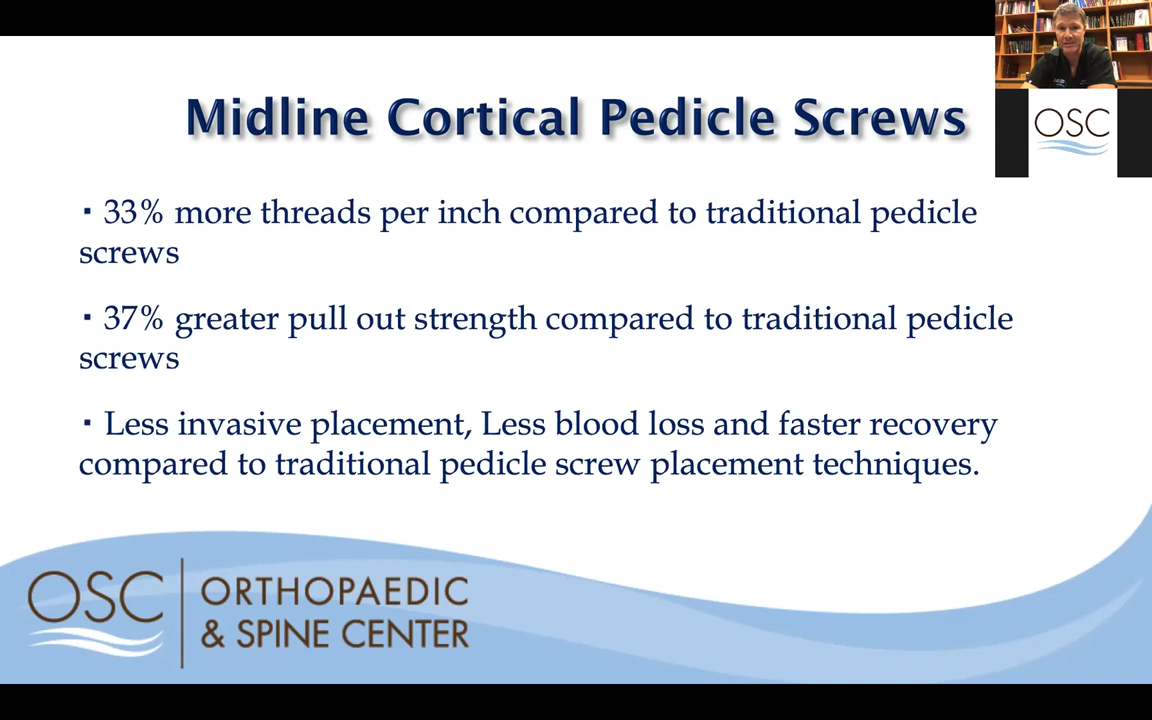 Midline Cortical Pedicle Screws
OSC
▪ 33% more threads per inch compared to traditional pedicle
screws
▪ 37% greater pull out strength compared to traditional pedicle
screws
▪ Less invasive placement, Less blood loss and faster recovery
compared to traditional pedicle screw placement techniques.
OSC
ORTHOPAEDIC
& SPINE CENTER